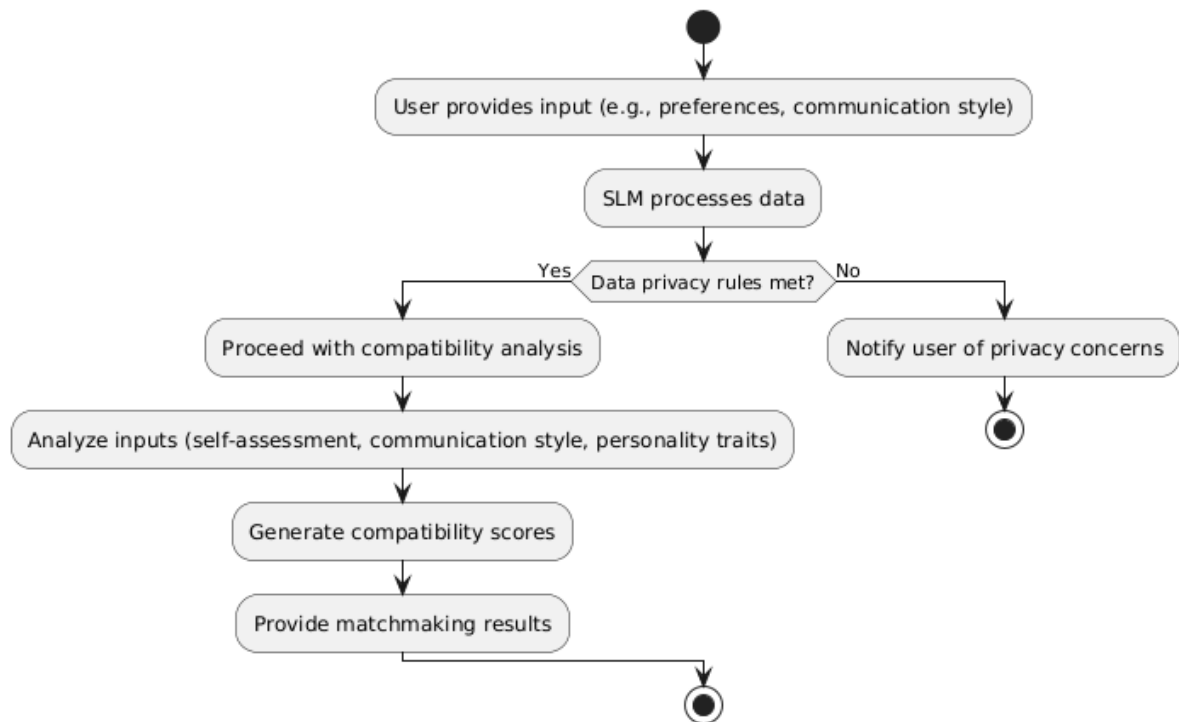 User provides input (e.g., preferences, communication style)
SLM processes data
Yes
Data privacy rules met?
No
Proceed with compatibility analysis
Notify user of privacy concerns
Analyze inputs (self-assessment, communication style, personality traits)
Generate compatibility scores
Provide matchmaking results